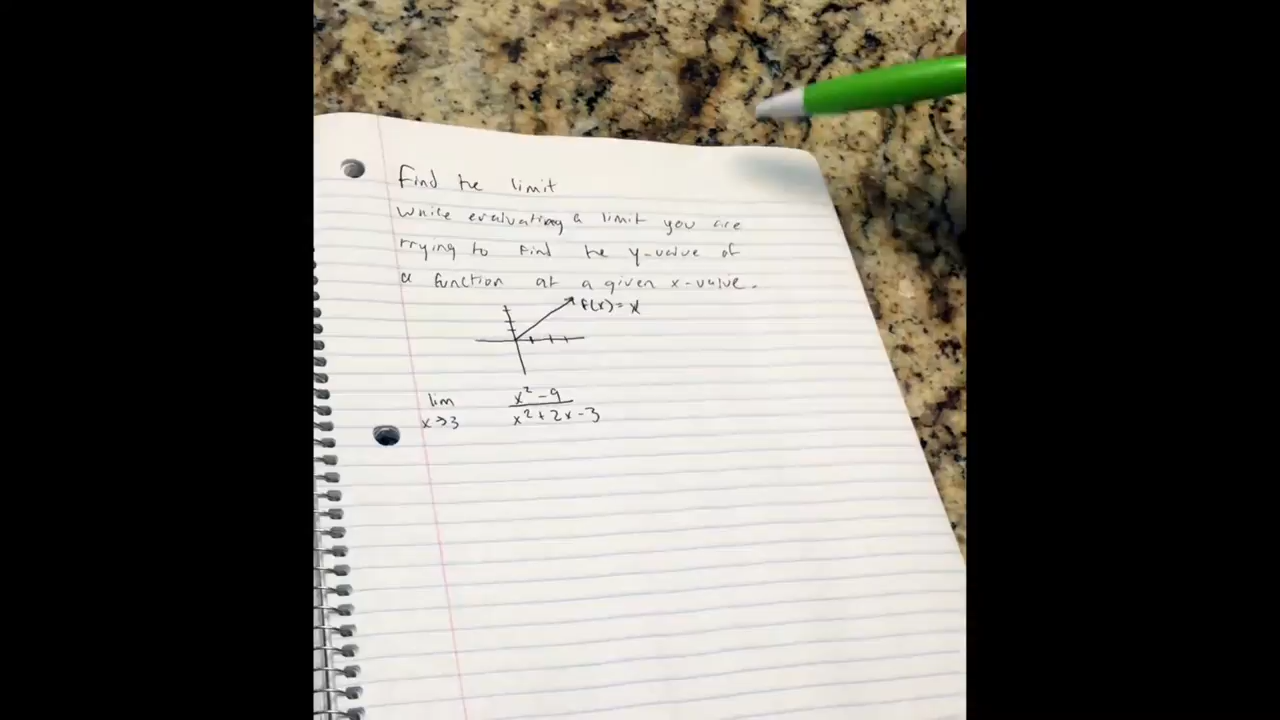 Find the limit
While evaluating a limit you are
trying to find the y-value of
a function at a given x-value.
f(x) = x
lim x→3 (x² - 9)/(x² + 2x - 3)